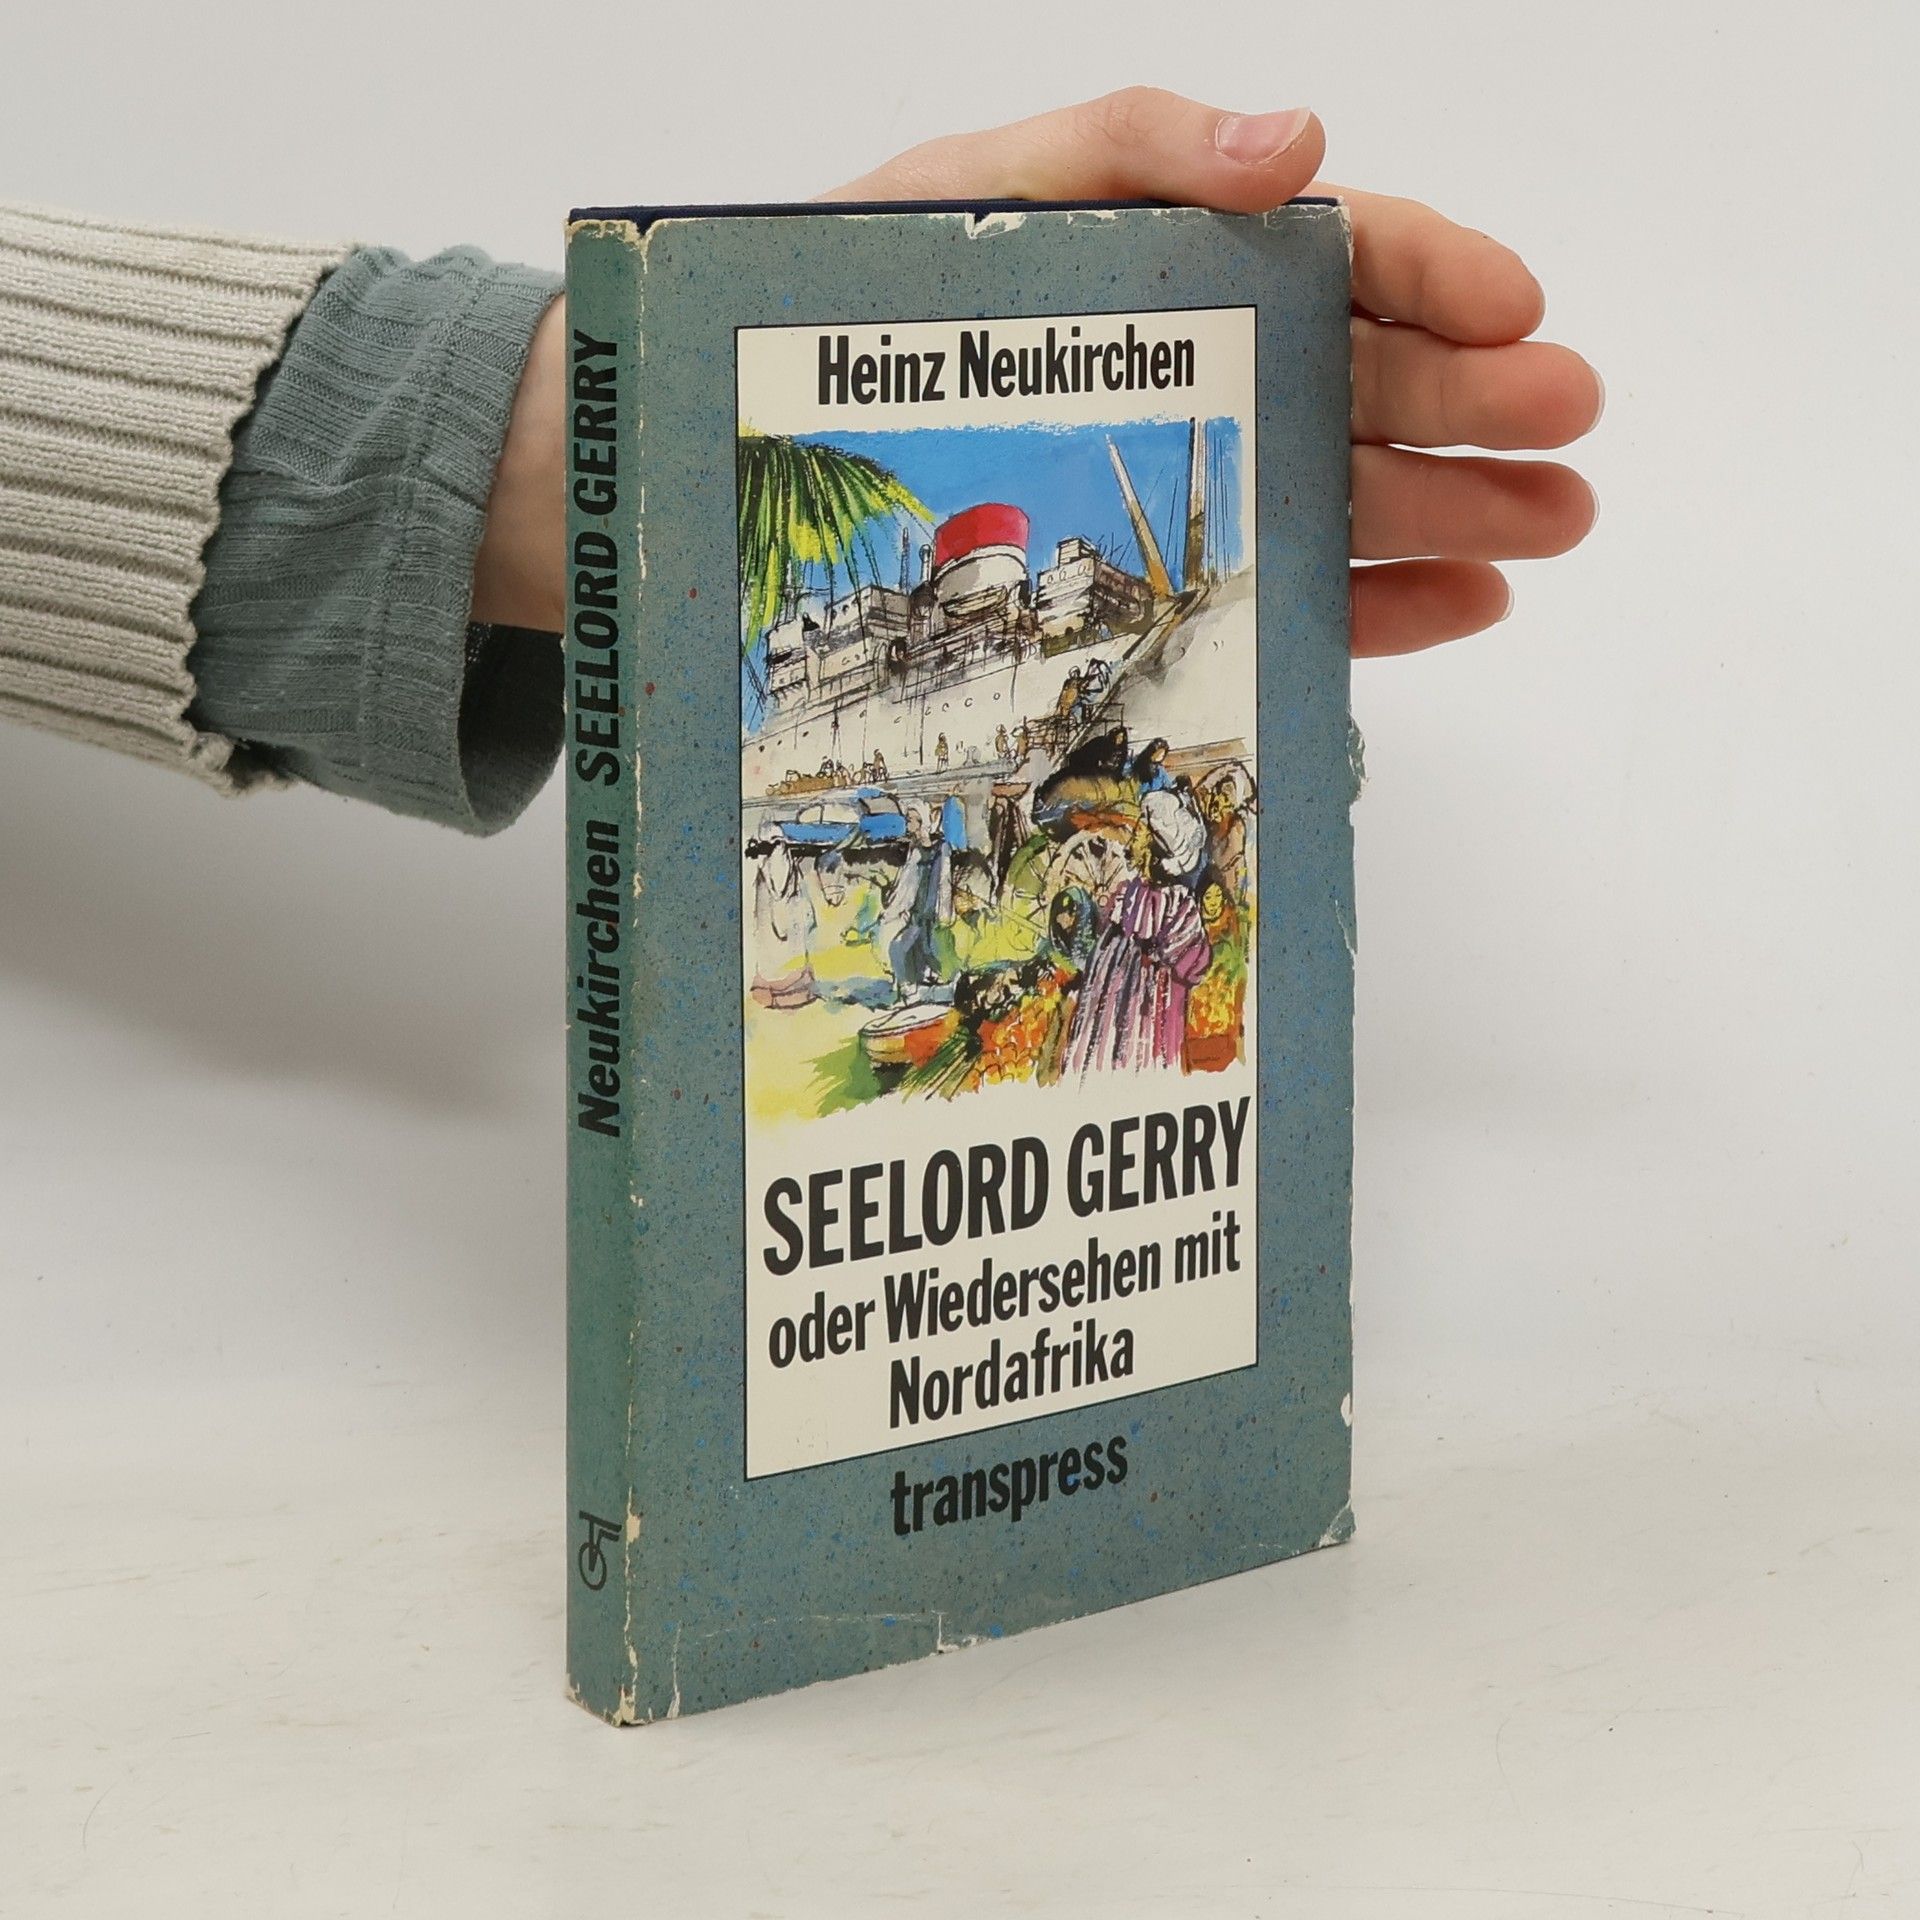 Neukirchen SEELORD GERRY
Heinz Neukirchen
SEELORD GERRY
oder Wiedersehen mit
Nordafrika
transpress